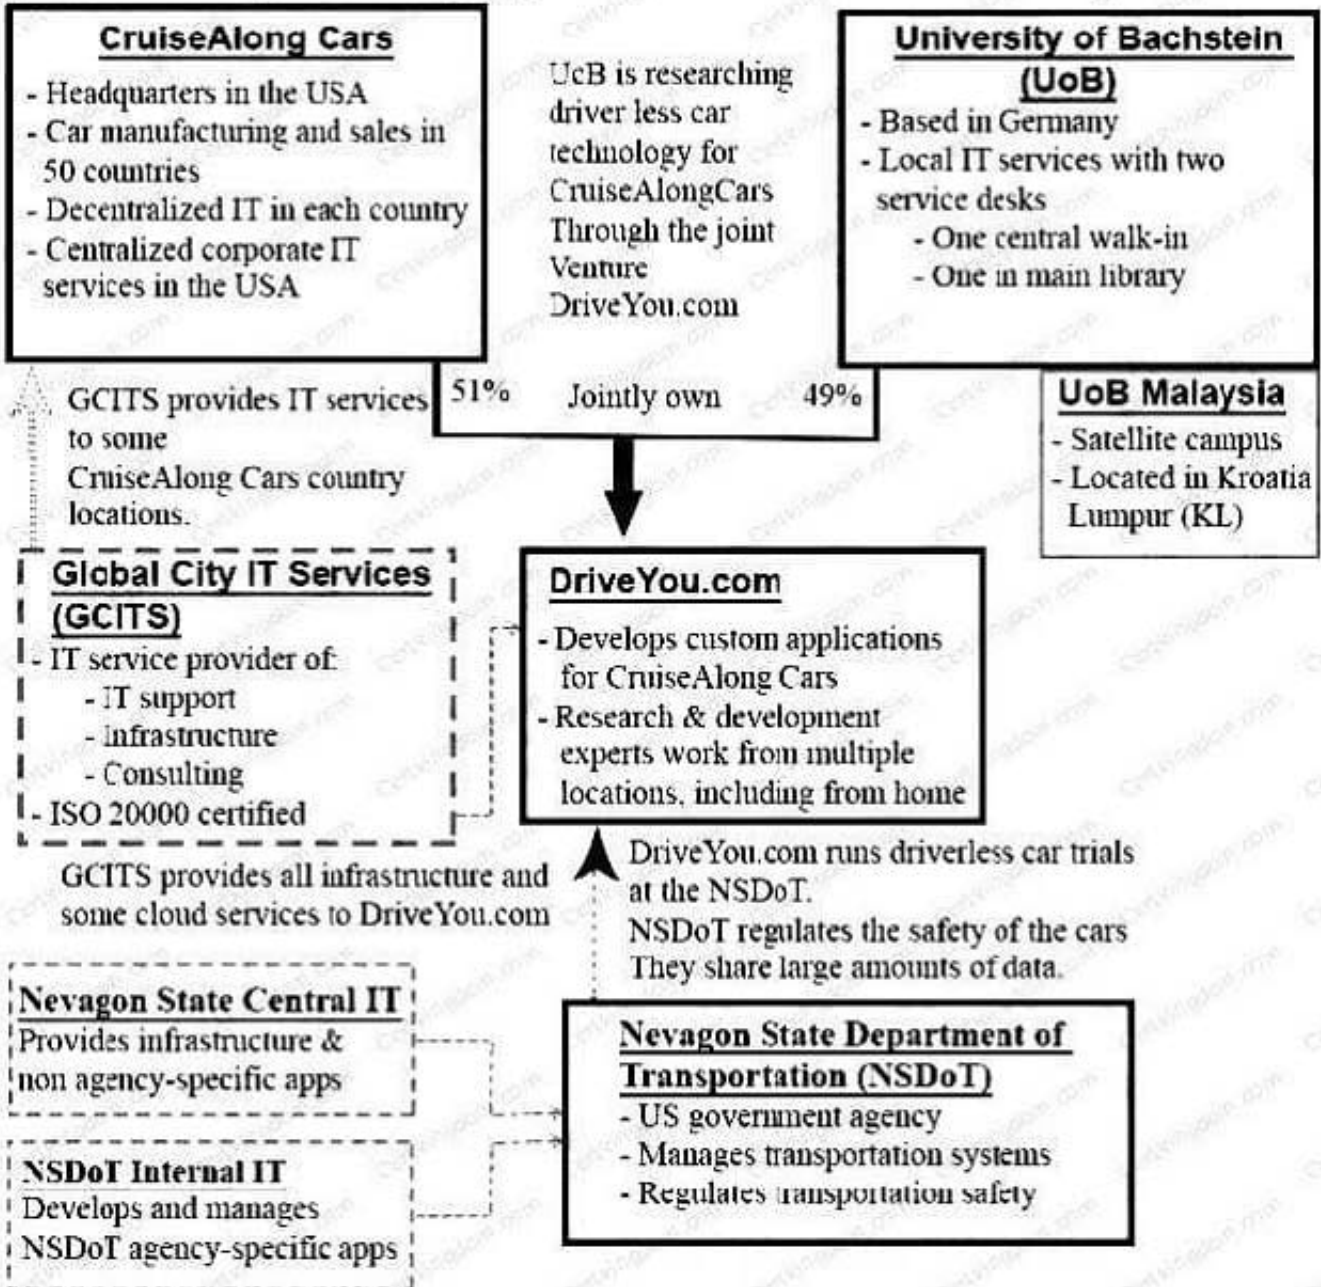 CruiseAlong Cars
- Headquarters in the USA
- Car manufacturing and sales in
50 countries
- Decentralized IT in each country
- Centralized corporate IT
services in the USA
UcB is researching
driver less car
technology for
CruiseAlongCars
Through the joint
Venture
DriveYou.com
University of Bachstein
(UoB)
- Based in Germany
- Local IT services with two
service desks
- One central walk-in
- One in main library
51% Jointly own 49%
UoB Malaysia
- Satellite campus
- Located in Kroatia
Lumpur (KL)
GCITS provides IT services
to some
CruiseAlong Cars country
locations.
Global City IT Services
(GCITS)
- IT service provider of:
- IT support
- Infrastructure
- Consulting
- ISO 20000 certified
DriveYou.com
- Develops custom applications
for CruiseAlong Cars
- Research & development
experts work from multiple
locations, including from home
GCITS provides all infrastructure and
some cloud services to DriveYou.com
DriveYou.com runs driverless car trials
at the NSDoT.
NSDoT regulates the safety of the cars
They share large amounts of data.
Nevagon State Central IT
Provides infrastructure &
non agency-specific apps
NSDoT Internal IT
Develops and manages
NSDoT agency-specific apps
Nevagon State Department of
Transportation (NSDoT)
- US government agency
- Manages transportation systems
- Regulates transportation safety